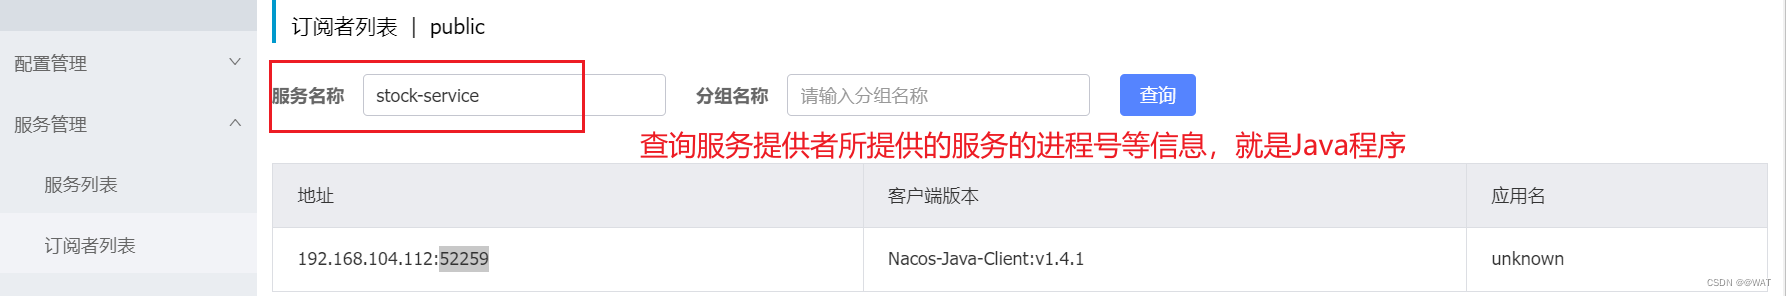 订阅者列表 | public
配置管理
服务名称 stock-service 分组名称 请输入分组名称 查询
服务管理
查询服务提供者所提供的服务的进程号等信息，就是Java程序
服务列表
地址 客户端版本 应用名
订阅者列表
192.168.104.112:52259 Nacos-Java-Client:v1.4.1 unknown
CSDN @@WAT